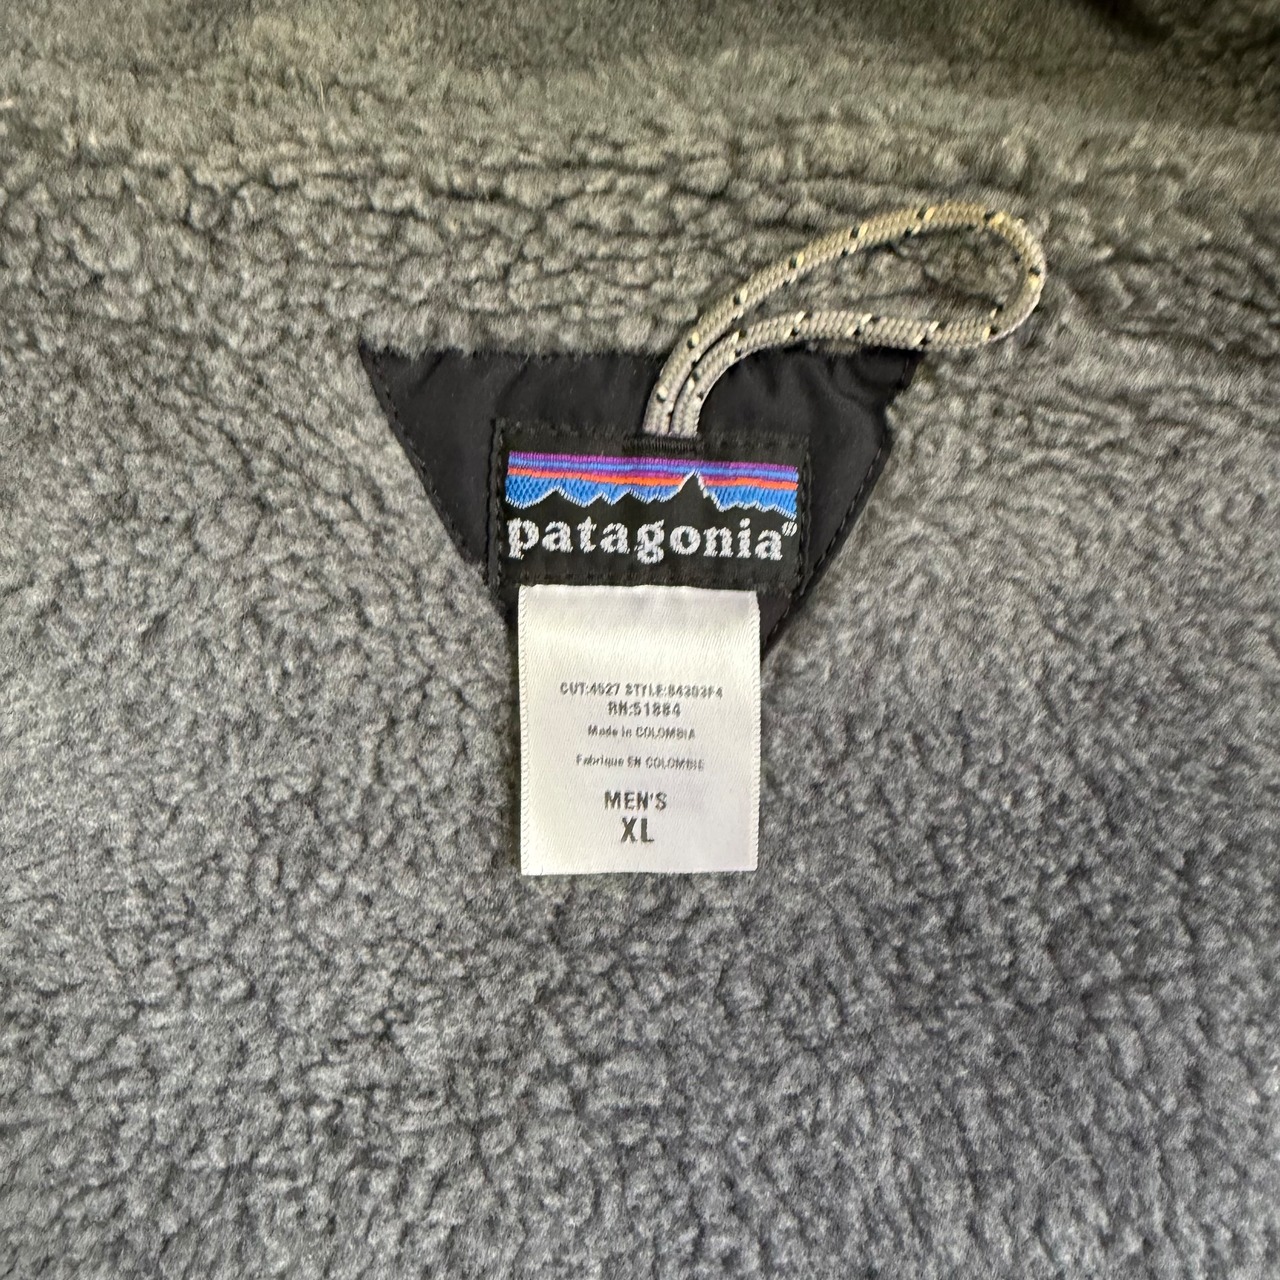 patagonia®
CUT:4527 STYLE:84303F4
RN:51884
Made in COLOMBIA
Fabrique EN COLOMBIE
MEN'S
XL